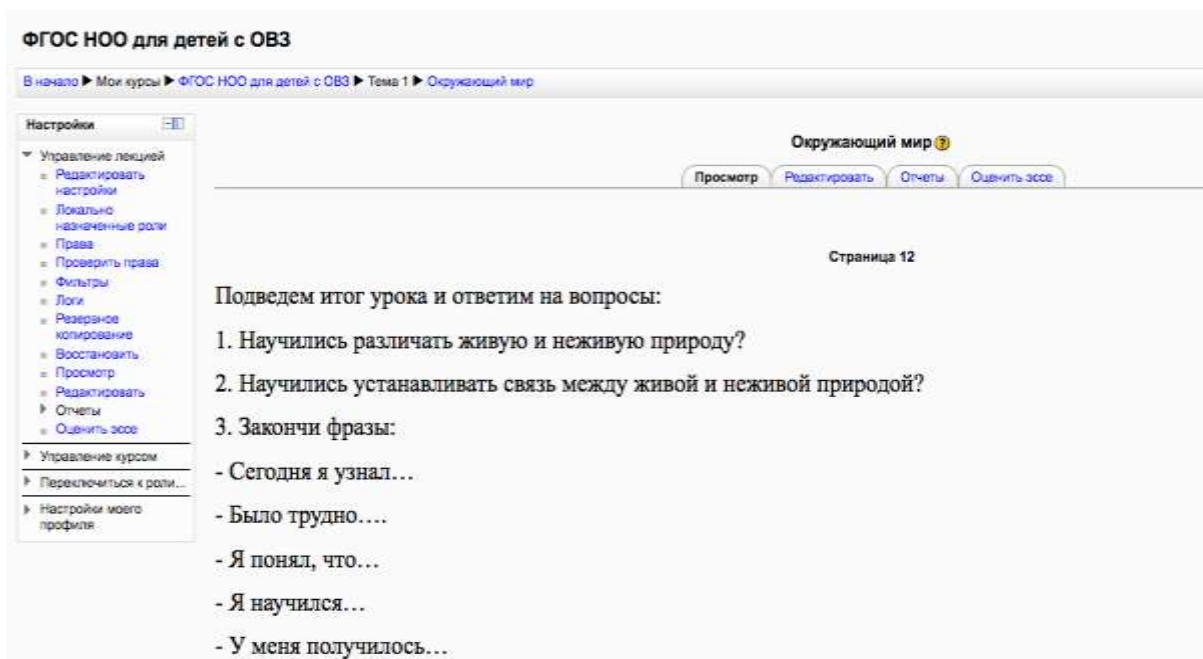 ФГОС НОО для детей с ОВЗ
В начало ▶ Мои курсы ▶ ФГОС НОО для детей с ОВЗ ▶ Тема 1 ▶ Окружающий мир
Настройки
Управление лекцией
Редактировать
настройки
Локально
назначенные роли
Права
Проверить права
Фильтры
Логи
Резервное
копирование
Восстановить
Просмотр
Редактировать
Отчеты
Оценить эссе
Управление курсом
Переключиться к роли...
Настройки моего
профиля
Окружающий мир
Просмотр Редактировать Отчеты Оценить эссе
Страница 12
Подведем итог урока и ответим на вопросы:
1. Научились различать живую и неживую природу?
2. Научились устанавливать связь между живой и неживой природой?
3. Закончи фразы:
- Сегодня я узнал…
- Было трудно….
- Я понял, что…
- Я научился…
- У меня получилось…